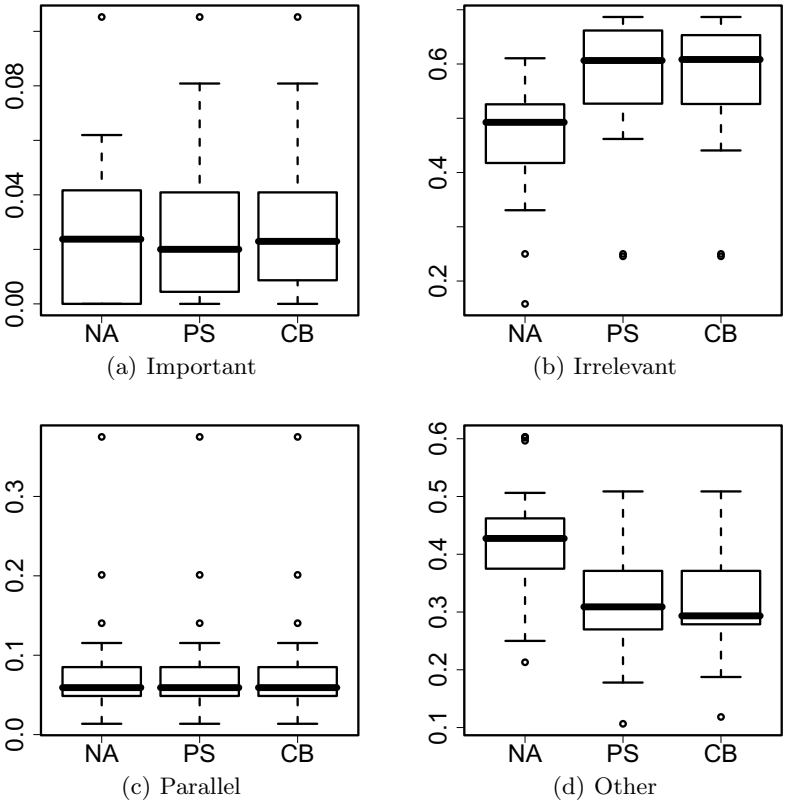 0.08
0.04
0.00
NA PS CB
(a) Important
0.6
0.4
0.2
NA PS CB
(b) Irrelevant
0.3
0.2
0.1
0.0
NA PS CB
(c) Parallel
0.6
0.5
0.4
0.3
0.2
0.1
NA PS CB
(d) Other